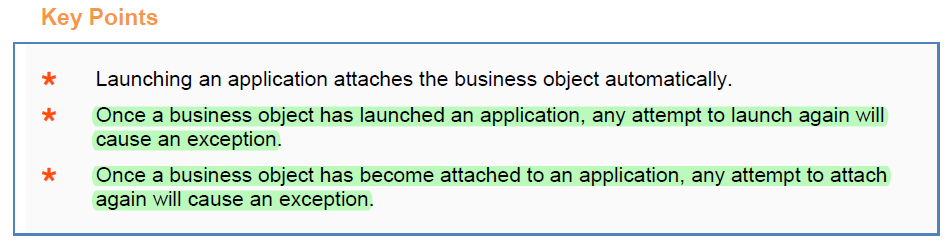 Key Points
* Launching an application attaches the business object automatically.
* Once a business object has launched an application, any attempt to launch again will
cause an exception.
* Once a business object has become attached to an application, any attempt to attach
again will cause an exception.